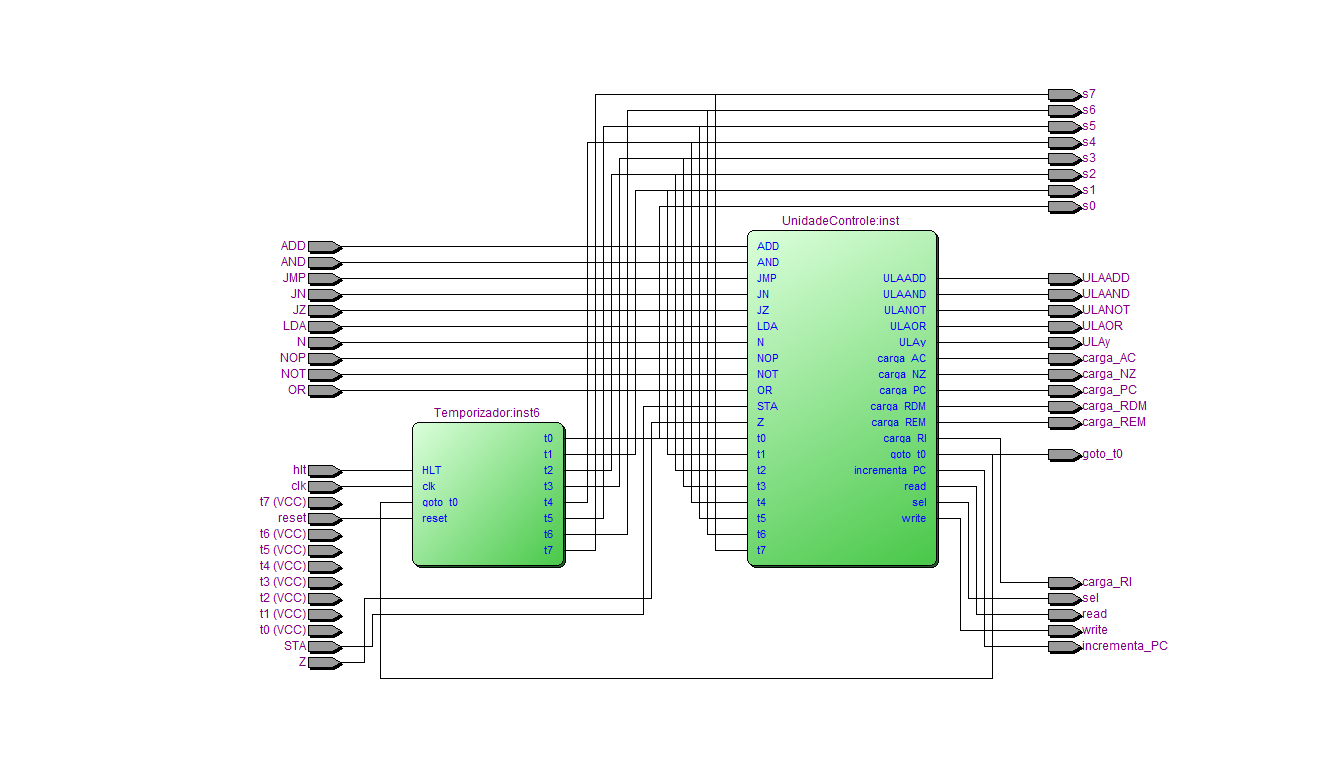 s7
s6
s5
s4
s3
s2
s1
s0
UnidadeControle:inst
ADD
AND
JMP
JN
JZ
LDA
N
NOP
NOT
OR
ADD
AND
JMP
JN
JZ
LDA
N
NOP
NOT
OR
STA
Z
t0
t1
t2
t3
t4
t5
t6
t7
ULAADD
ULAAND
ULANOT
ULAOR
ULAy
carga_AC
carga_NZ
carga_PC
carga_RDM
carga_REM
carga_RI
goto_t0
incrementa_PC
read
sel
write
ULAADD
ULAAND
ULANOT
ULAOR
ULAy
carga_AC
carga_NZ
carga_PC
carga_RDM
carga_REM
goto_t0
Temporizador:inst6
HLT
clk
goto_t0
reset
t0
t1
t2
t3
t4
t5
t6
t7
hlt
clk
t7 (VCC)
reset
t6 (VCC)
t5 (VCC)
t4 (VCC)
t3 (VCC)
t2 (VCC)
t1 (VCC)
t0 (VCC)
STA
Z
carga_RI
sel
read
write
incrementa_PC